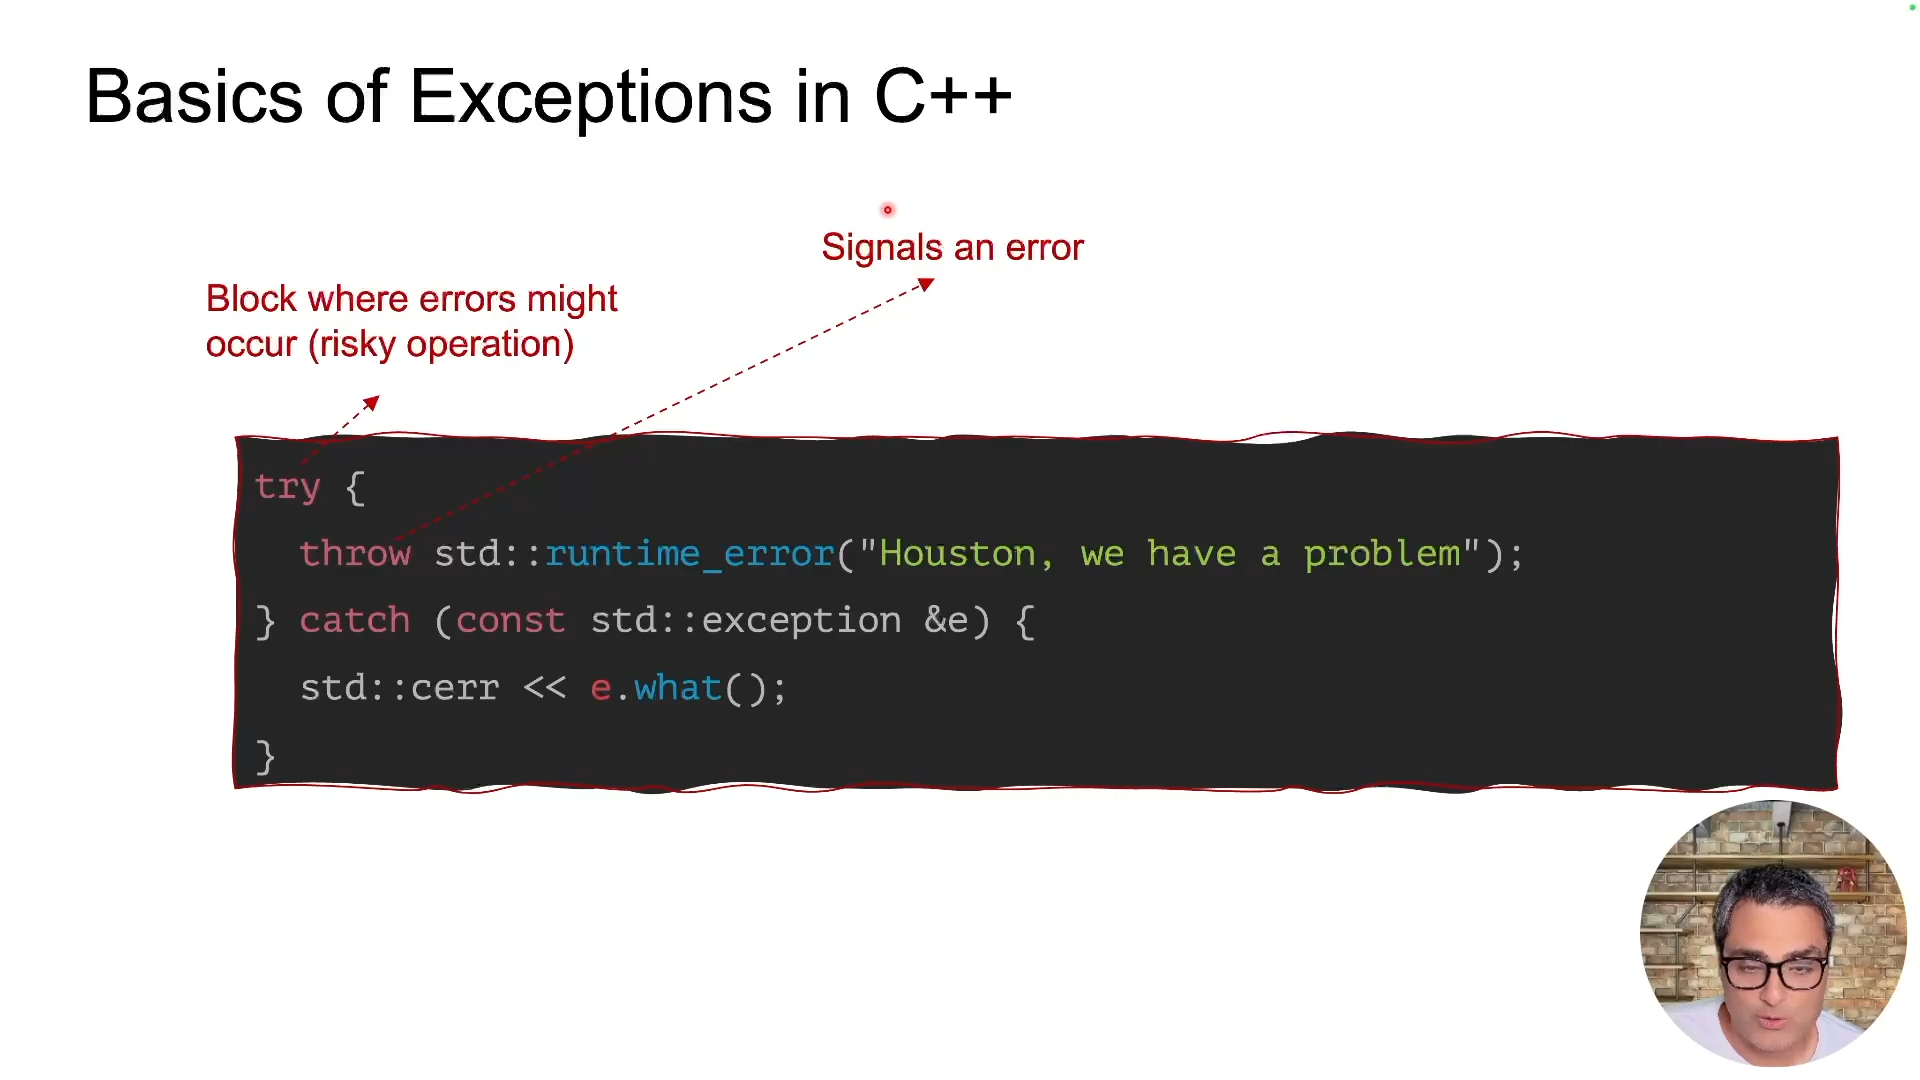 Basics of Exceptions in C++
Signals an error
Block where errors might
occur (risky operation)
try {
throw std::runtime_error("Houston, we have a problem");
} catch (const std::exception &e) {
std::cerr << e.what();
}